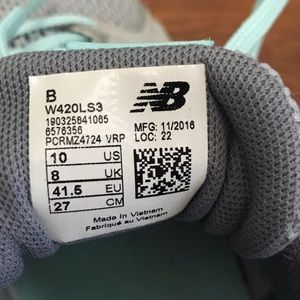 B
W420LS3
190325841065
6576356
PCRMZ4724 VRP
NB
MFG: 11/2016
LOC: 22
10 US
8 UK
41.5 EU
27 CM
Made In Vietnam
Fabriqué au Vietnam